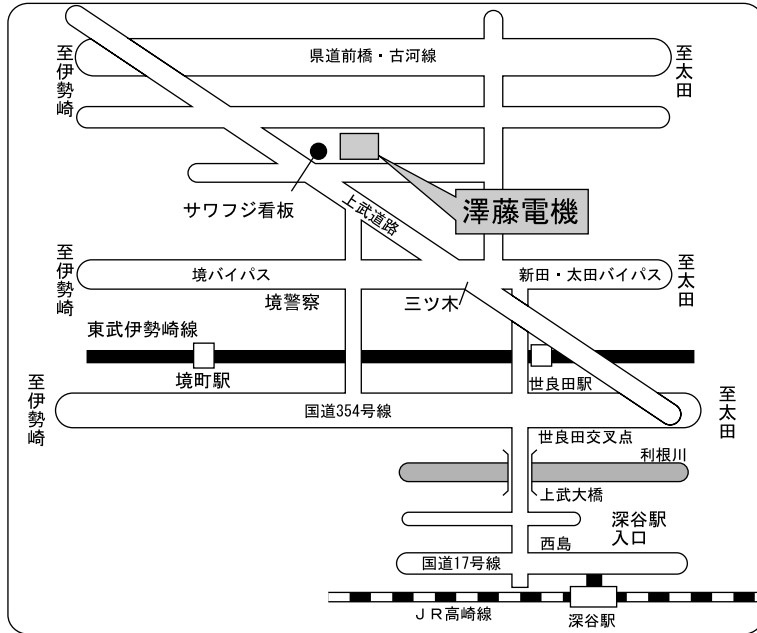 県道前橋・古河線
至伊勢崎
至太田
サワフジ看板
澤藤電機
上武道路
至伊勢崎
境バイパス
新田・太田バイパス
至太田
境警察
三ツ木
東武伊勢崎線
境町駅
世良田駅
至伊勢崎
国道354号線
至太田
世良田交叉点
利根川
上武大橋
深谷駅
入口
西島
国道17号線
ＪＲ高崎線
深谷駅